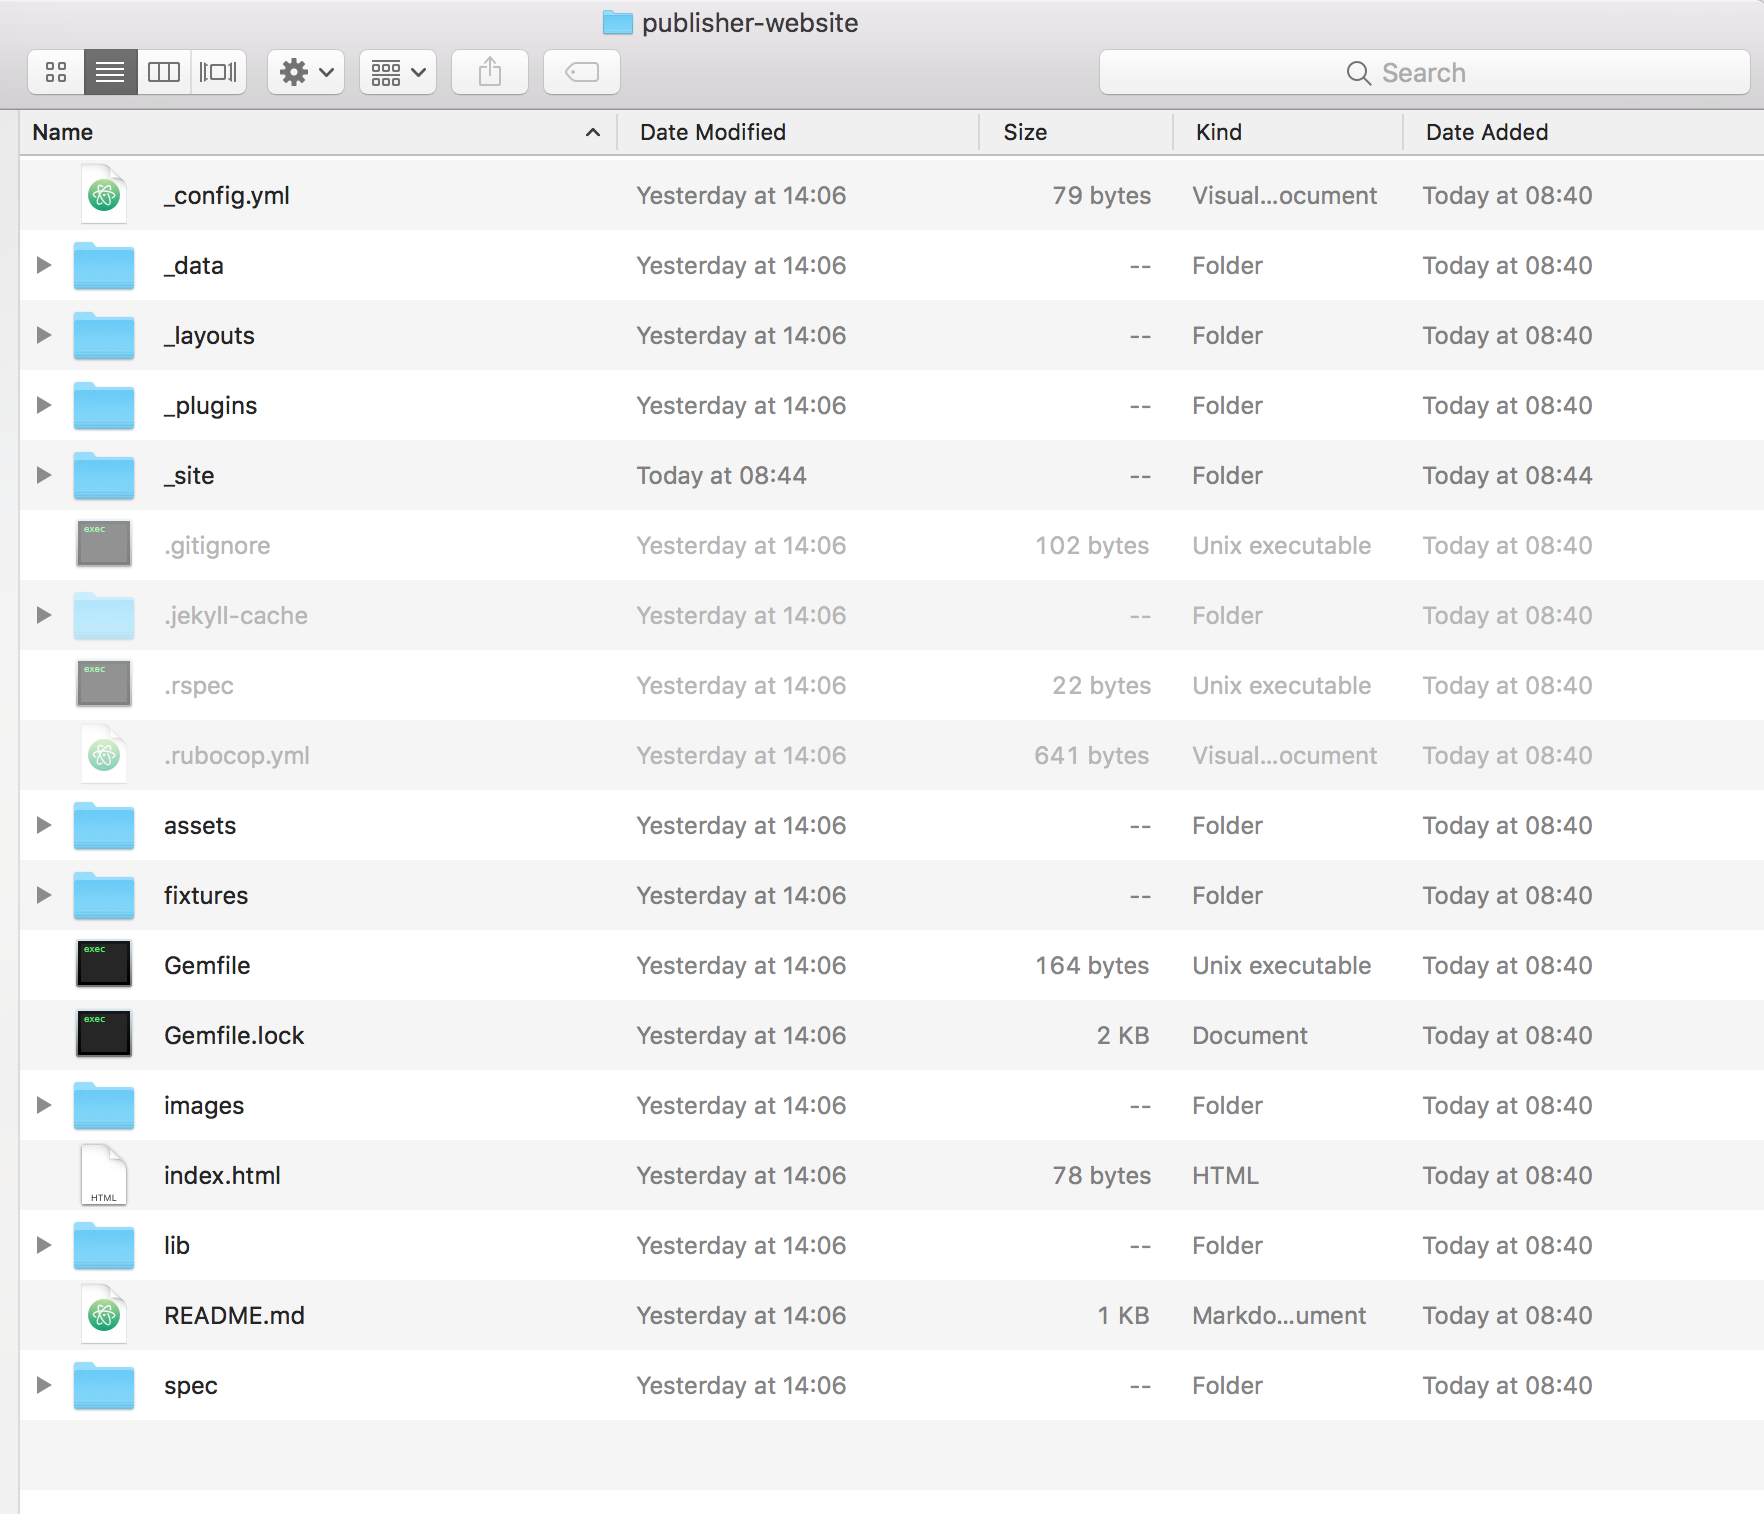 publisher-website
Search
Name Date Modified Size Kind Date Added
_config.yml Yesterday at 14:06 79 bytes Visual...ocument Today at 08:40
_data Yesterday at 14:06 -- Folder Today at 08:40
_layouts Yesterday at 14:06 -- Folder Today at 08:40
_plugins Yesterday at 14:06 -- Folder Today at 08:40
_site Today at 08:44 -- Folder Today at 08:44
exec .gitignore Yesterday at 14:06 102 bytes Unix executable Today at 08:40
.jekyll-cache Yesterday at 14:06 -- Folder Today at 08:40
exec .rspec Yesterday at 14:06 22 bytes Unix executable Today at 08:40
.rubocop.yml Yesterday at 14:06 641 bytes Visual...ocument Today at 08:40
assets Yesterday at 14:06 -- Folder Today at 08:40
fixtures Yesterday at 14:06 -- Folder Today at 08:40
exec Gemfile Yesterday at 14:06 164 bytes Unix executable Today at 08:40
exec Gemfile.lock Yesterday at 14:06 2 KB Document Today at 08:40
images Yesterday at 14:06 -- Folder Today at 08:40
HTML index.html Yesterday at 14:06 78 bytes HTML Today at 08:40
lib Yesterday at 14:06 -- Folder Today at 08:40
README.md Yesterday at 14:06 1 KB Markdo...ument Today at 08:40
spec Yesterday at 14:06 -- Folder Today at 08:40